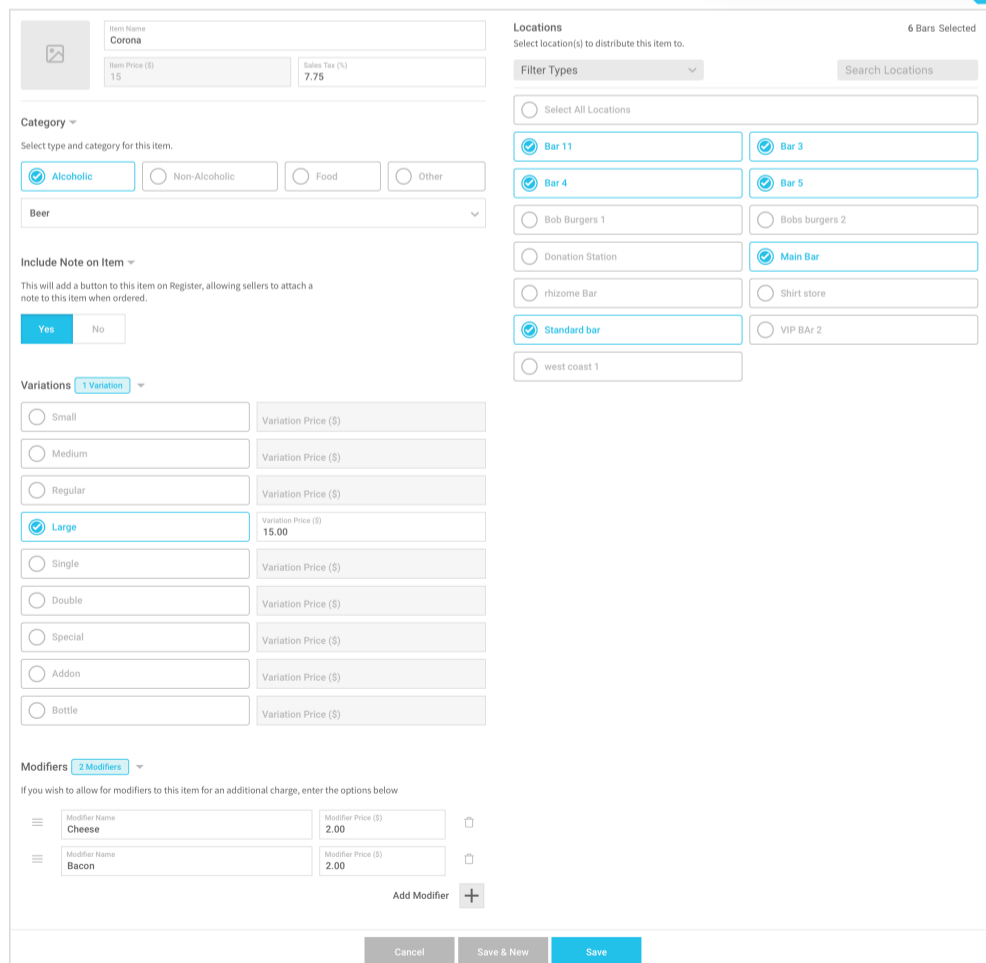 Item Name
Corona
Item Price ($)
15
Sales Tax (%)
7.75
Category
Select type and category for this item.
Alcoholic
Non-Alcoholic
Food
Other
Beer
Include Note on Item
This will add a button to this item on Register, allowing sellers to attach a
note to this item when ordered.
Yes
No
Variations
1 Variation
Small
Variation Price ($)
Medium
Variation Price ($)
Regular
Variation Price ($)
Large
Variation Price ($)
15.00
Single
Variation Price ($)
Double
Variation Price ($)
Special
Variation Price ($)
Addon
Variation Price ($)
Bottle
Variation Price ($)
Modifiers
2 Modifiers
If you wish to allow for modifiers to this item for an additional charge, enter the options below
Modifier Name
Cheese
Modifier Price ($)
2.00
Modifier Name
Bacon
Modifier Price ($)
2.00
Add Modifier
Locations
6 Bars Selected
Select location(s) to distribute this item to.
Filter Types
Search Locations
Select All Locations
Bar 11
Bar 3
Bar 4
Bar 5
Bob Burgers 1
Bobs burgers 2
Donation Station
Main Bar
rhizome Bar
Shirt store
Standard bar
VIP BAr 2
west coast 1
Cancel
Save & New
Save